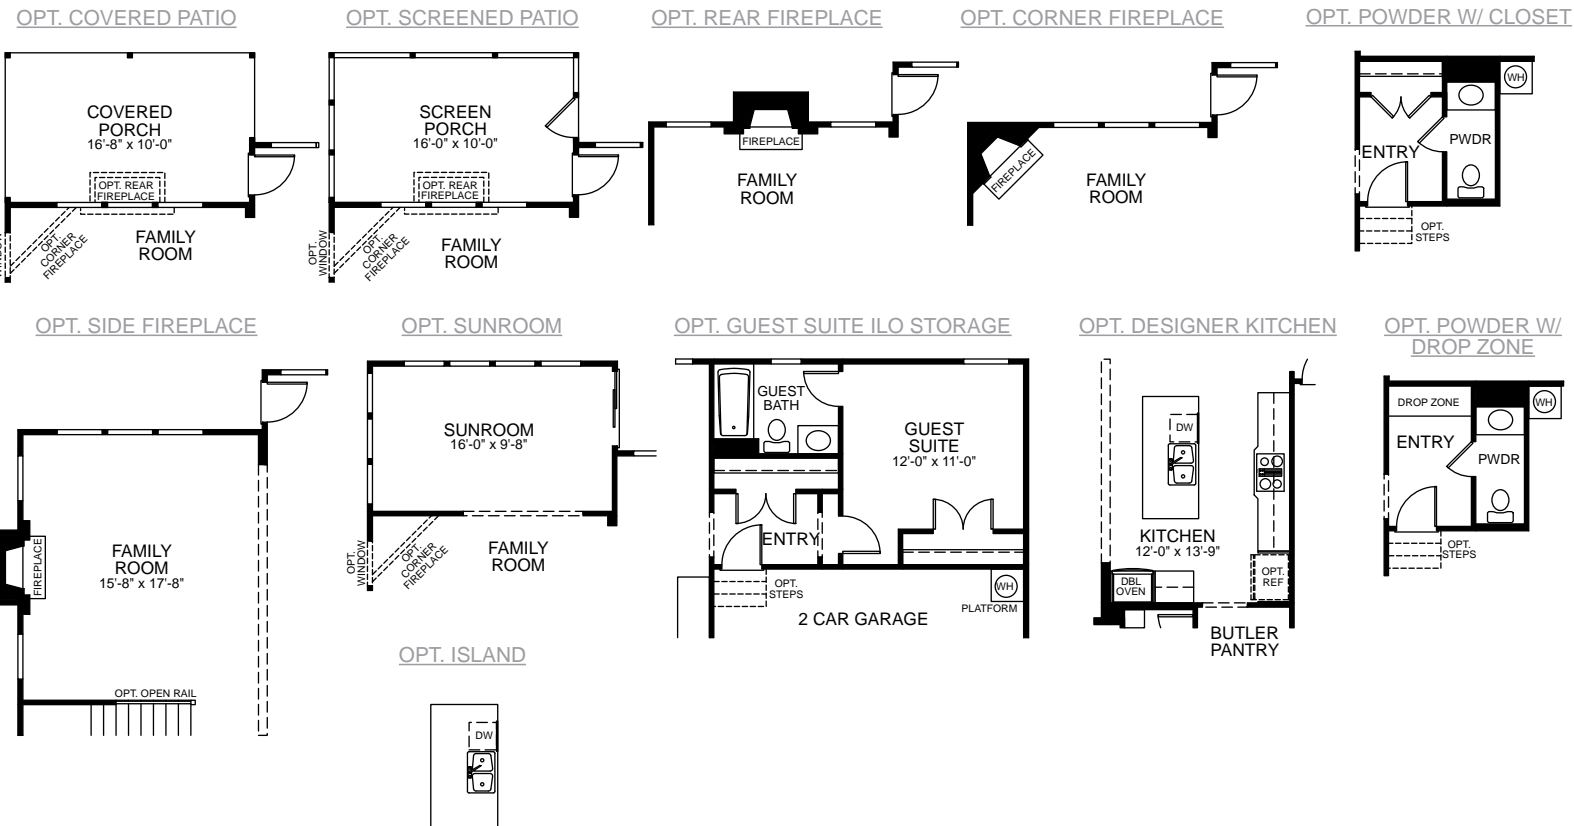 OPT. COVERED PATIO
COVERED
PORCH
16'-8" x 10'-0"
OPT. REAR
FIREPLACE
OPT.
CORNER
FIREPLACE
FAMILY
ROOM
OPT. SCREENED PATIO
SCREEN
PORCH
16'-0" x 10'-0"
OPT. REAR
FIREPLACE
OPT.
WINDOW
OPT.
CORNER
FIREPLACE
FAMILY
ROOM
OPT. REAR FIREPLACE
FIREPLACE
FAMILY
ROOM
OPT. CORNER FIREPLACE
FIREPLACE
FAMILY
ROOM
OPT. POWDER W/ CLOSET
WH
PWDR
ENTRY
OPT.
STEPS
OPT. SIDE FIREPLACE
FIREPLACE
FAMILY
ROOM
15'-8" x 17'-8"
OPT. OPEN RAIL
OPT. SUNROOM
SUNROOM
16'-0" x 9'-8"
OPT.
WINDOW
OPT.
CORNER
FIREPLACE
FAMILY
ROOM
OPT. GUEST SUITE ILO STORAGE
GUEST
BATH
GUEST
SUITE
12'-0" x 11'-0"
ENTRY
OPT.
STEPS
WH
PLATFORM
2 CAR GARAGE
OPT. DESIGNER KITCHEN
DW
KITCHEN
12'-0" x 13'-9"
DBL
OVEN
OPT.
REF
BUTLER
PANTRY
OPT. POWDER W/
DROP ZONE
DROP ZONE
WH
ENTRY
PWDR
OPT.
STEPS
OPT. ISLAND
DW